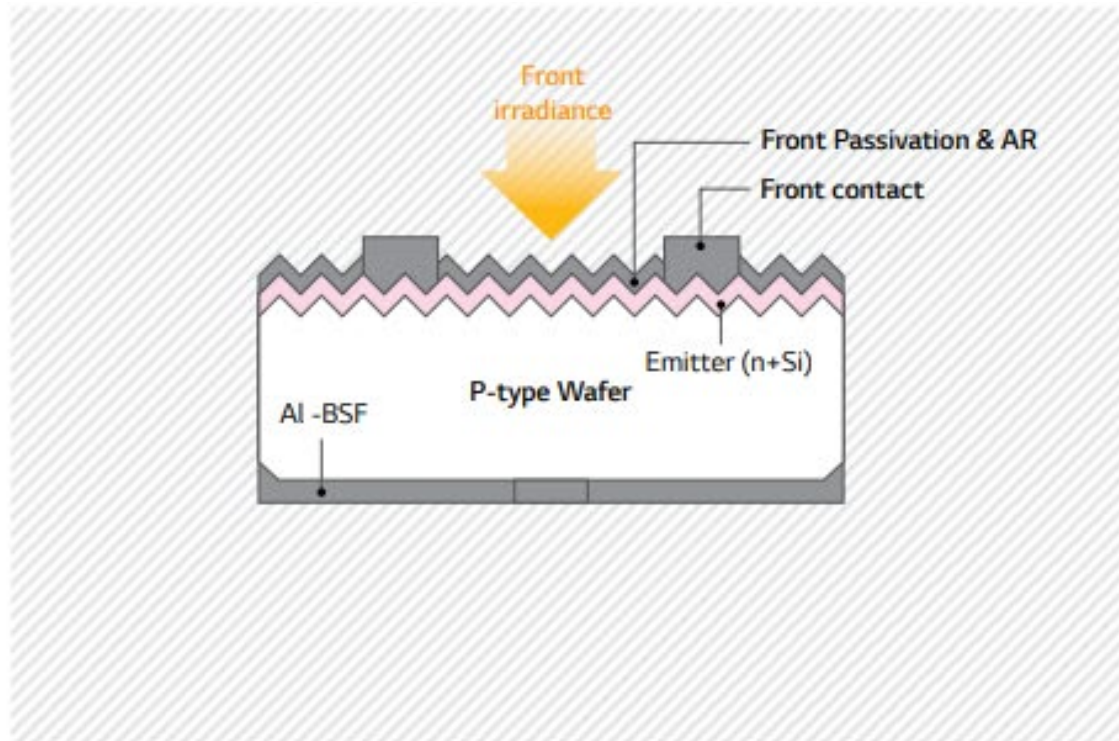 Front
irradiance
Front Passivation & AR
Front contact
Emitter (n+Si)
P-type Wafer
Al -BSF